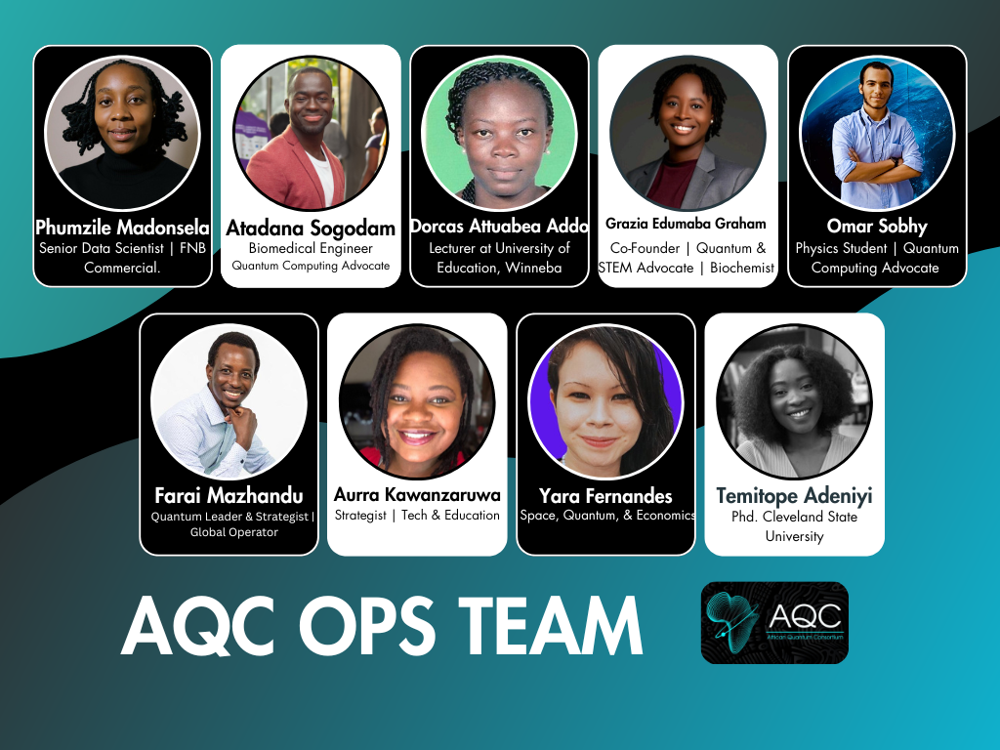 Phumzile Madonsela
Senior Data Scientist | FNB
Commercial.
Atadana Sogodam
Biomedical Engineer
Quantum Computing Advocate
Dorcas Attuabea Addo
Lecturer at University of
Education, Winneba
Grazia Edumaba Graham
Co-Founder | Quantum &
STEM Advocate | Biochemist
Omar Sobhy
Physics Student | Quantum
Computing Advocate
Farai Mazhandu
Quantum Leader & Strategist |
Global Operator
Aurra Kawanzaruwa
Strategist | Tech & Education
Yara Fernandes
Space, Quantum, & Economics
Temitope Adeniyi
Phd. Cleveland State
University
AQC OPS TEAM
AQC
African Quantum Consortium